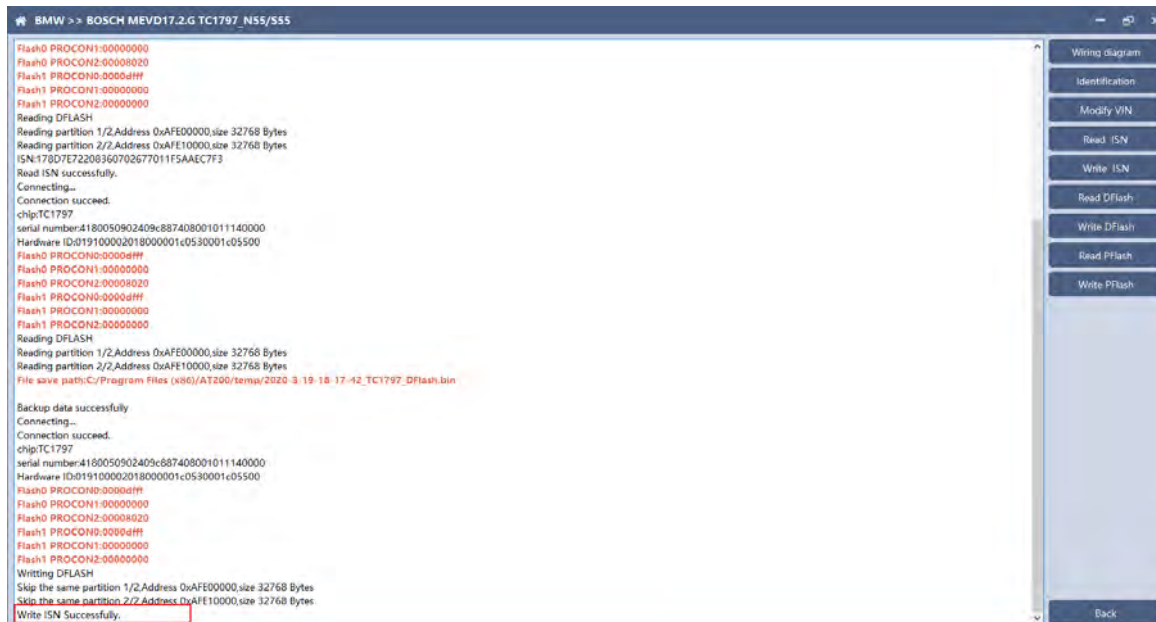 BMW >> BOSCH MEVD17.2.G TC1797_N55/S55
Flash0 PROCON1:00000000
Flash0 PROCON2:00008020
Flash1 PROCON0:0000dfff
Flash1 PROCON1:00000000
Flash1 PROCON2:00000000
Reading DFLASH
Reading partition 1/2,Address 0xAFE00000,size 32768 Bytes
Reading partition 2/2,Address 0xAFE10000,size 32768 Bytes
ISN:178D7E72208360702677011F5AAEC7F3
Read ISN successfully.
Connecting...
Connection succeed.
chip:TC1797
serial number:4180050902409c887408001011140000
Hardware ID:019100002018000001c0530001c05500
Flash0 PROCON0:0000dfff
Flash0 PROCON1:00000000
Flash0 PROCON2:00008020
Flash1 PROCON0:0000dfff
Flash1 PROCON1:00000000
Flash1 PROCON2:00000000
Reading DFLASH
Reading partition 1/2,Address 0xAFE00000,size 32768 Bytes
Reading partition 2/2,Address 0xAFE10000,size 32768 Bytes
File save path:C:/Program Files (x86)/AT200/temp/2020-3-19-18-17-42_TC1797_DFlash.bin
Backup data successfully
Connecting...
Connection succeed.
chip:TC1797
serial number:4180050902409c887408001011140000
Hardware ID:019100002018000001c0530001c05500
Flash0 PROCON0:0000dfff
Flash0 PROCON1:00000000
Flash0 PROCON2:00008020
Flash1 PROCON0:0000dfff
Flash1 PROCON1:00000000
Flash1 PROCON2:00000000
Writting DFLASH
Skip the same partition 1/2,Address 0xAFE00000,size 32768 Bytes
Skip the same partition 2/2,Address 0xAFE10000,size 32768 Bytes
Write ISN Successfully.
Wiring diagram
Identification
Modify VIN
Read ISN
Write ISN
Read DFlash
Write DFlash
Read PFlash
Write PFlash
Back